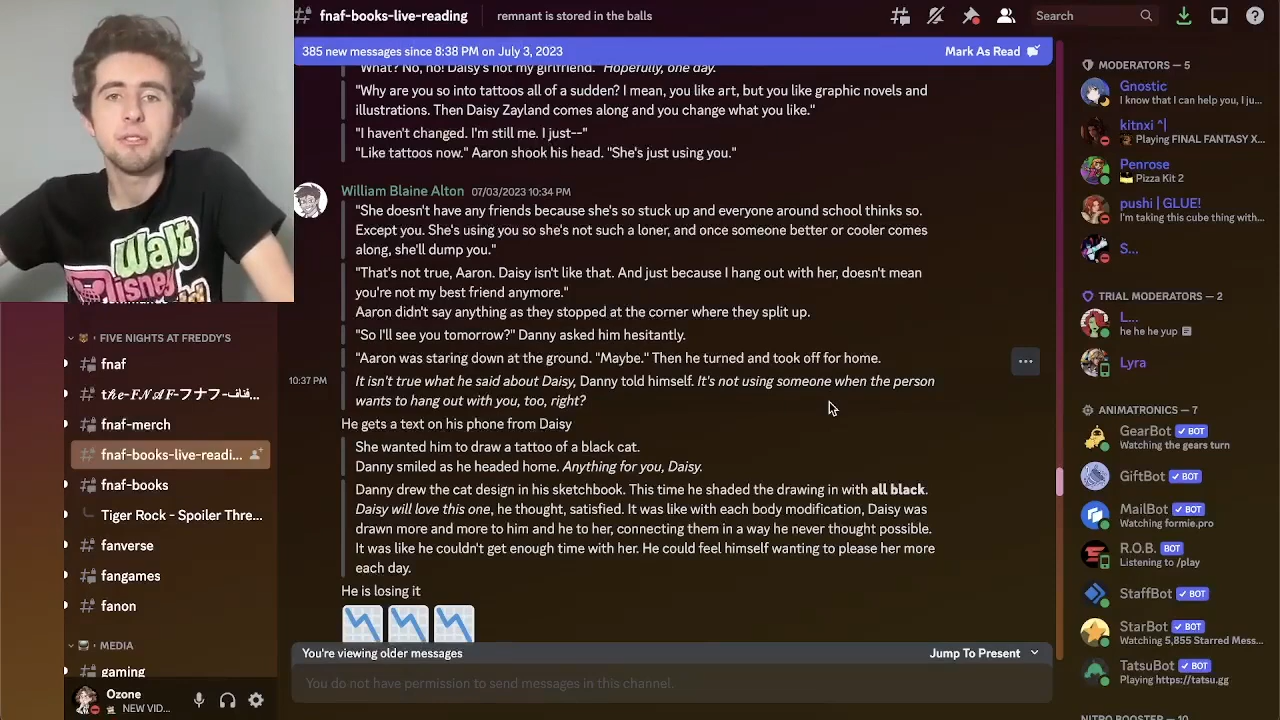 fnaf-books-live-reading
remnant is stored in the balls
Search
385 new messages since 8:38 PM on July 3, 2023
Mark As Read
"What? No, no! Daisy's not my girlfriend." Hopefully, one day.
"Why are you so into tattoos all of a sudden? I mean, you like art, but you like graphic novels and
illustrations. Then Daisy Zayland comes along and you change what you like."
"I haven't changed. I'm still me. I just--"
"Like tattoos now." Aaron shook his head. "She's just using you."
William Blaine Alton 07/03/2023 10:34 PM
"She doesn't have any friends because she's so stuck up and everyone around school thinks so.
Except you. She's using you so she's not such a loner, and once someone better or cooler comes
along, she'll dump you."
"That's not true, Aaron. Daisy isn't like that. And just because I hang out with her, doesn't mean
you're not my best friend anymore."
Aaron didn't say anything as they stopped at the corner where they split up.
"So I'll see you tomorrow?" Danny asked him hesitantly.
"Aaron was staring down at the ground. "Maybe." Then he turned and took off for home.
10:37 PM
It isn't true what he said about Daisy, Danny told himself. It's not using someone when the person
wants to hang out with you, too, right?
He gets a text on his phone from Daisy
She wanted him to draw a tattoo of a black cat.
Danny smiled as he headed home. Anything for you, Daisy.
Danny drew the cat design in his sketchbook. This time he shaded the drawing in with all black.
Daisy will love this one, he thought, satisfied. It was like with each body modification, Daisy was
drawn more and more to him and he to her, connecting them in a way he never thought possible.
It was like he couldn't get enough time with her. He could feel himself wanting to please her more
each day.
He is losing it
You're viewing older messages
Jump To Present
You do not have permission to send messages in this channel.
Walt
Disney
FIVE NIGHTS AT FREDDY'S
fnaf
fnaf-merch
fnaf-books-live-readi...
fnaf-books
Tiger Rock - Spoiler Thre...
fanverse
fangames
fanon
MEDIA
gaming
Ozone
NEW VID...
MODERATORS — 5
Gnostic
I know that I can help you, I ju...
kitnxi ^|
Playing FINAL FANTASY X...
Penrose
Pizza Kit 2
pushi | GLUE!
I'm taking this cube thing with...
S...
TRIAL MODERATORS — 2
L...
he he he yup
Lyra
ANIMATRONICS — 7
GearBot ✓ BOT
Watching the gears turn
GiftBot ✓ BOT
MailBot ✓ BOT
Watching formie.pro
R.O.B. BOT
Listening to /play
StaffBot ✓ BOT
StarBot ✓ BOT
Watching 5,855 Starred Mess...
TatsuBot ✓ BOT
Playing https://tatsu.gg
NITRO BOOSTER — 10